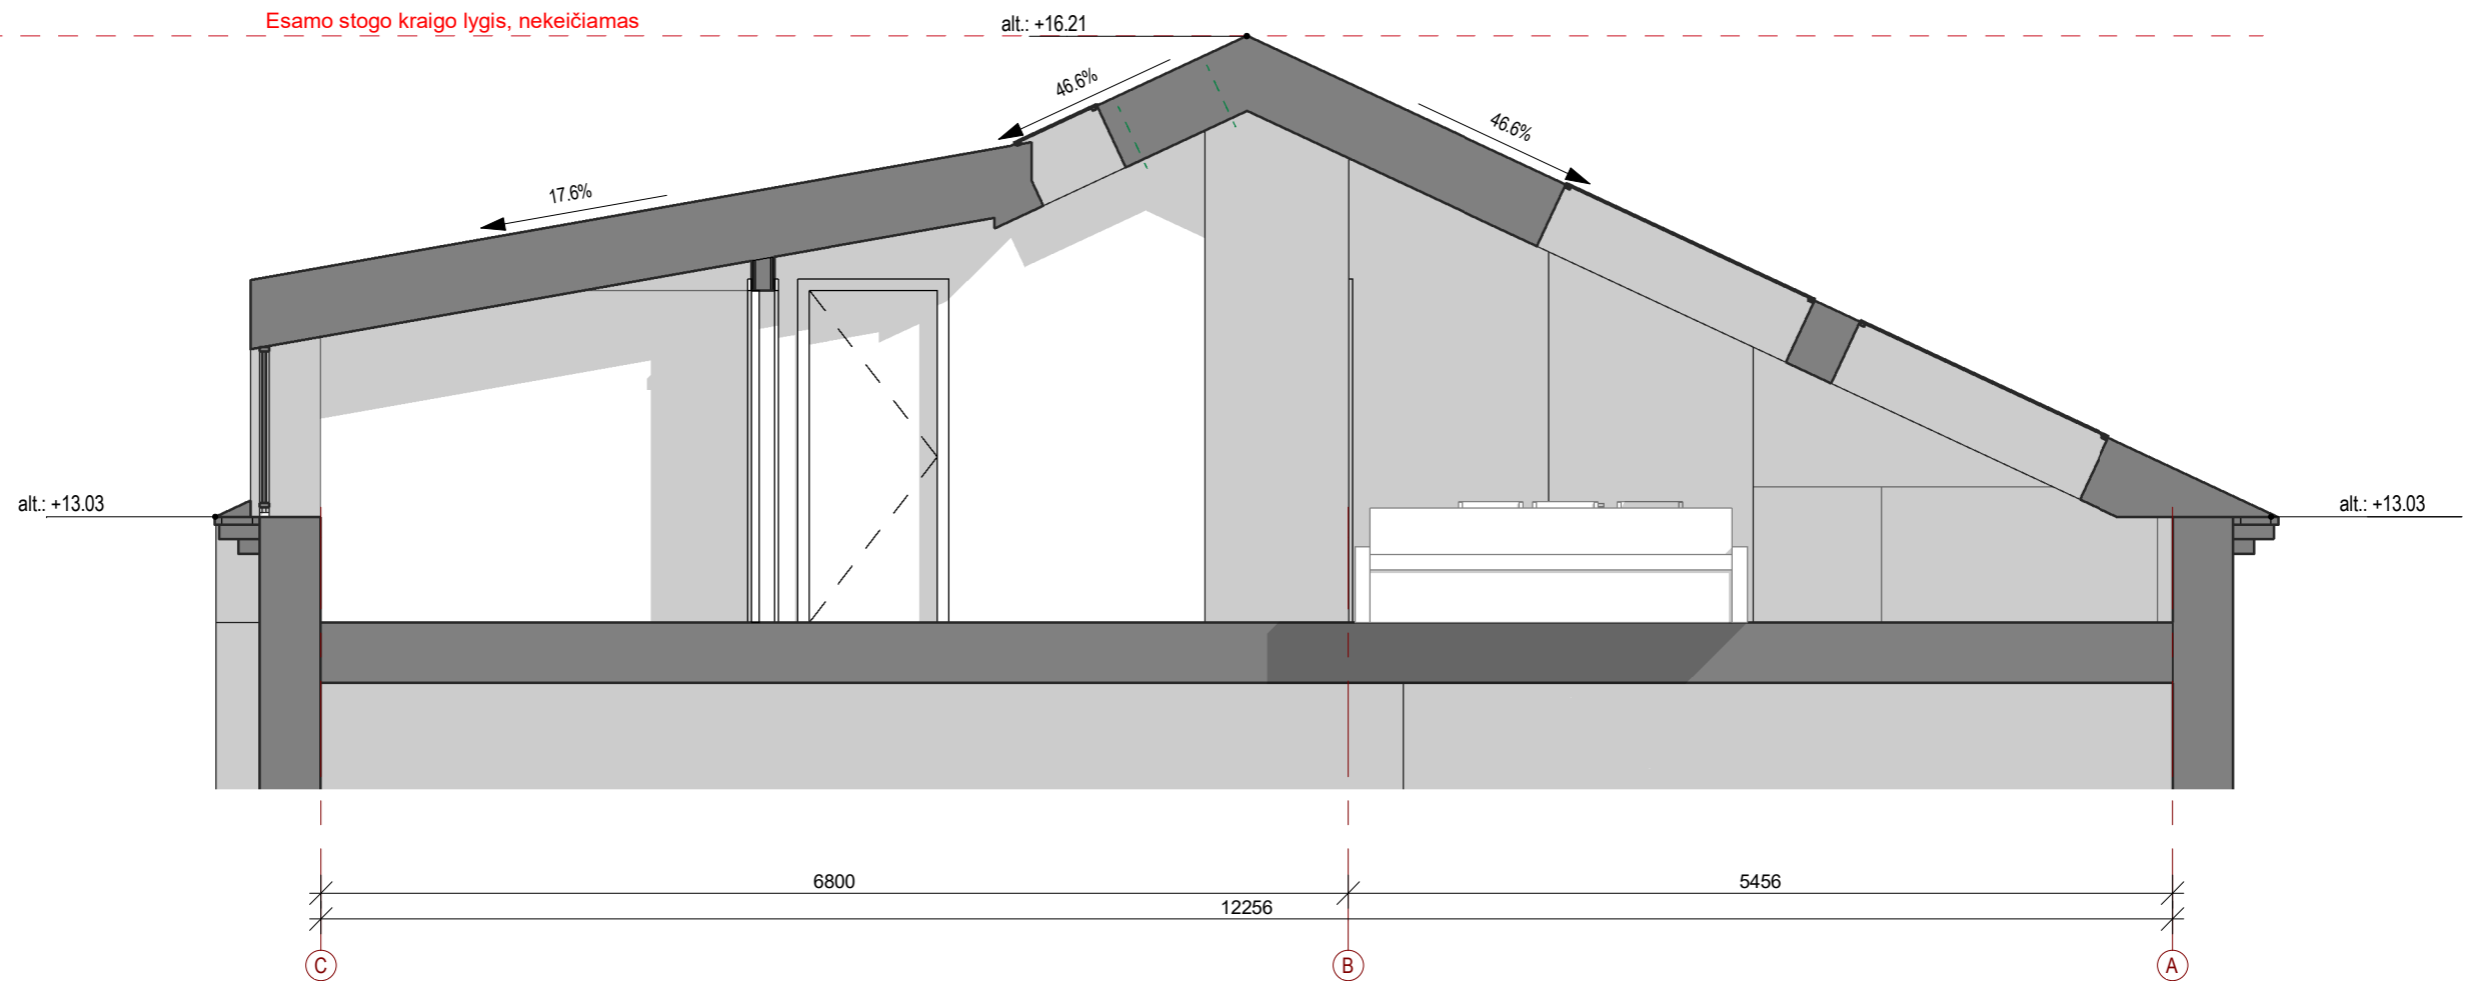 Esamo stogo kraigo lygis, nekeičiamas
alt.: +16.21
46.6%
46.6%
17.6%
alt.: +13.03
alt.: +13.03
6800
5456
12256
C
B
A